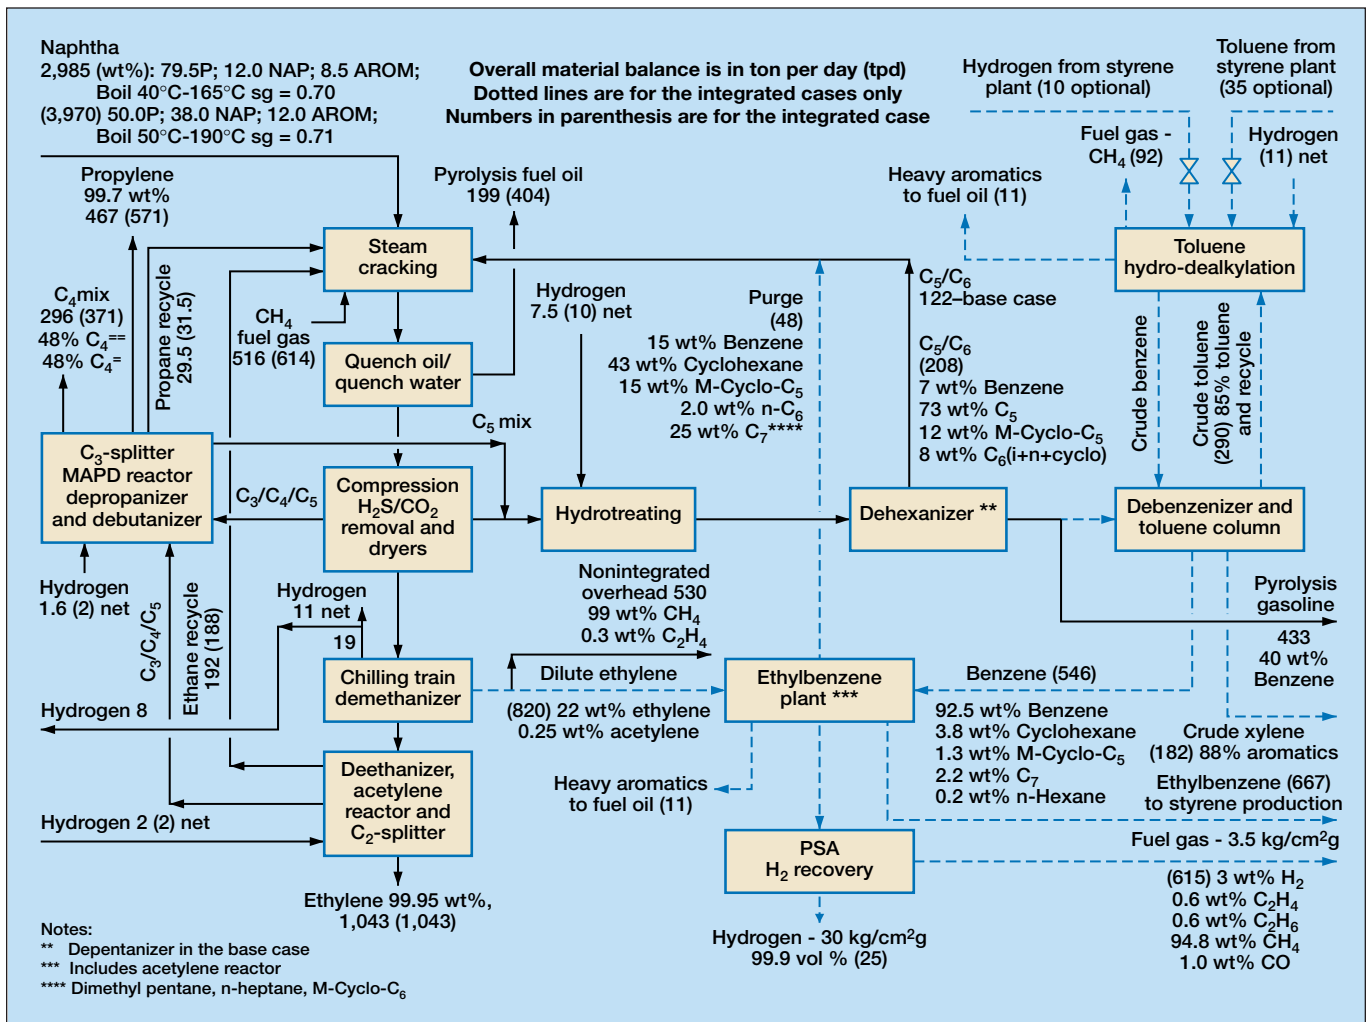 Naphtha
2,985 (wt%): 79.5P; 12.0 NAP; 8.5 AROM;
Boil 40°C-165°C sg = 0.70
(3,970) 50.0P; 38.0 NAP; 12.0 AROM;
Boil 50°C-190°C sg = 0.71
Overall material balance is in ton per day (tpd)
Dotted lines are for the integrated cases only
Numbers in parenthesis are for the integrated case
Hydrogen from styrene
plant (10 optional)
Toluene from
styrene plant
(35 optional)
Fuel gas -
CH₄ (92)
Hydrogen
(11) net
Propylene
99.7 wt%
467 (571)
Pyrolysis fuel oil
199 (404)
Heavy aromatics
to fuel oil (11)
Steam
cracking
Toluene
hydro-dealkylation
C₄mix
296 (371)
48% C₄⁼⁼
48% C₄⁼
Propane recycle
29.5 (31.5)
CH₄
fuel gas
516 (614)
Quench oil/
quench water
Hydrogen
7.5 (10) net
Purge
(48)
15 wt% Benzene
43 wt% Cyclohexane
15 wt% M-Cyclo-C₅
2.0 wt% n-C₆
25 wt% C₇****
C₅/C₆
122–base case
C₅/C₆
(208)
7 wt% Benzene
73 wt% C₅
12 wt% M-Cyclo-C₅
8 wt% C₆(i+n+cyclo)
Crude benzene
Crude toluene
(290) 85% toluene
and recycle
C₅ mix
C₃-splitter
MAPD reactor
depropanizer
and debutanizer
C₃/C₄/C₅
Compression
H₂S/CO₂
removal and
dryers
Hydrotreating
Dehexanizer **
Debenzenizer and
toluene column
Hydrogen
1.6 (2) net
C₃/C₄/C₅
Ethane recycle
192 (188)
Hydrogen
11 net
19
Nonintegrated
overhead 530
99 wt% CH₄
0.3 wt% C₂H₄
Pyrolysis
gasoline
433
40 wt%
Benzene
Chilling train
demethanizer
Dilute ethylene
(820) 22 wt% ethylene
0.25 wt% acetylene
Ethylbenzene
plant ***
Benzene (546)
92.5 wt% Benzene
3.8 wt% Cyclohexane
1.3 wt% M-Cyclo-C₅
2.2 wt% C₇
0.2 wt% n-Hexane
Crude xylene
(182) 88% aromatics
Hydrogen 8
Deethanizer,
acetylene
reactor and
C₂-splitter
Heavy aromatics
to fuel oil (11)
Ethylbenzene (667)
to styrene production
Hydrogen 2 (2) net
PSA
H₂ recovery
Fuel gas - 3.5 kg/cm²g
(615) 3 wt% H₂
0.6 wt% C₂H₄
0.6 wt% C₂H₆
94.8 wt% CH₄
1.0 wt% CO
Ethylene 99.95 wt%,
1,043 (1,043)
Hydrogen - 30 kg/cm²g
99.9 vol % (25)
Notes:
** Depentanizer in the base case
*** Includes acetylene reactor
**** Dimethyl pentane, n-heptane, M-Cyclo-C₆